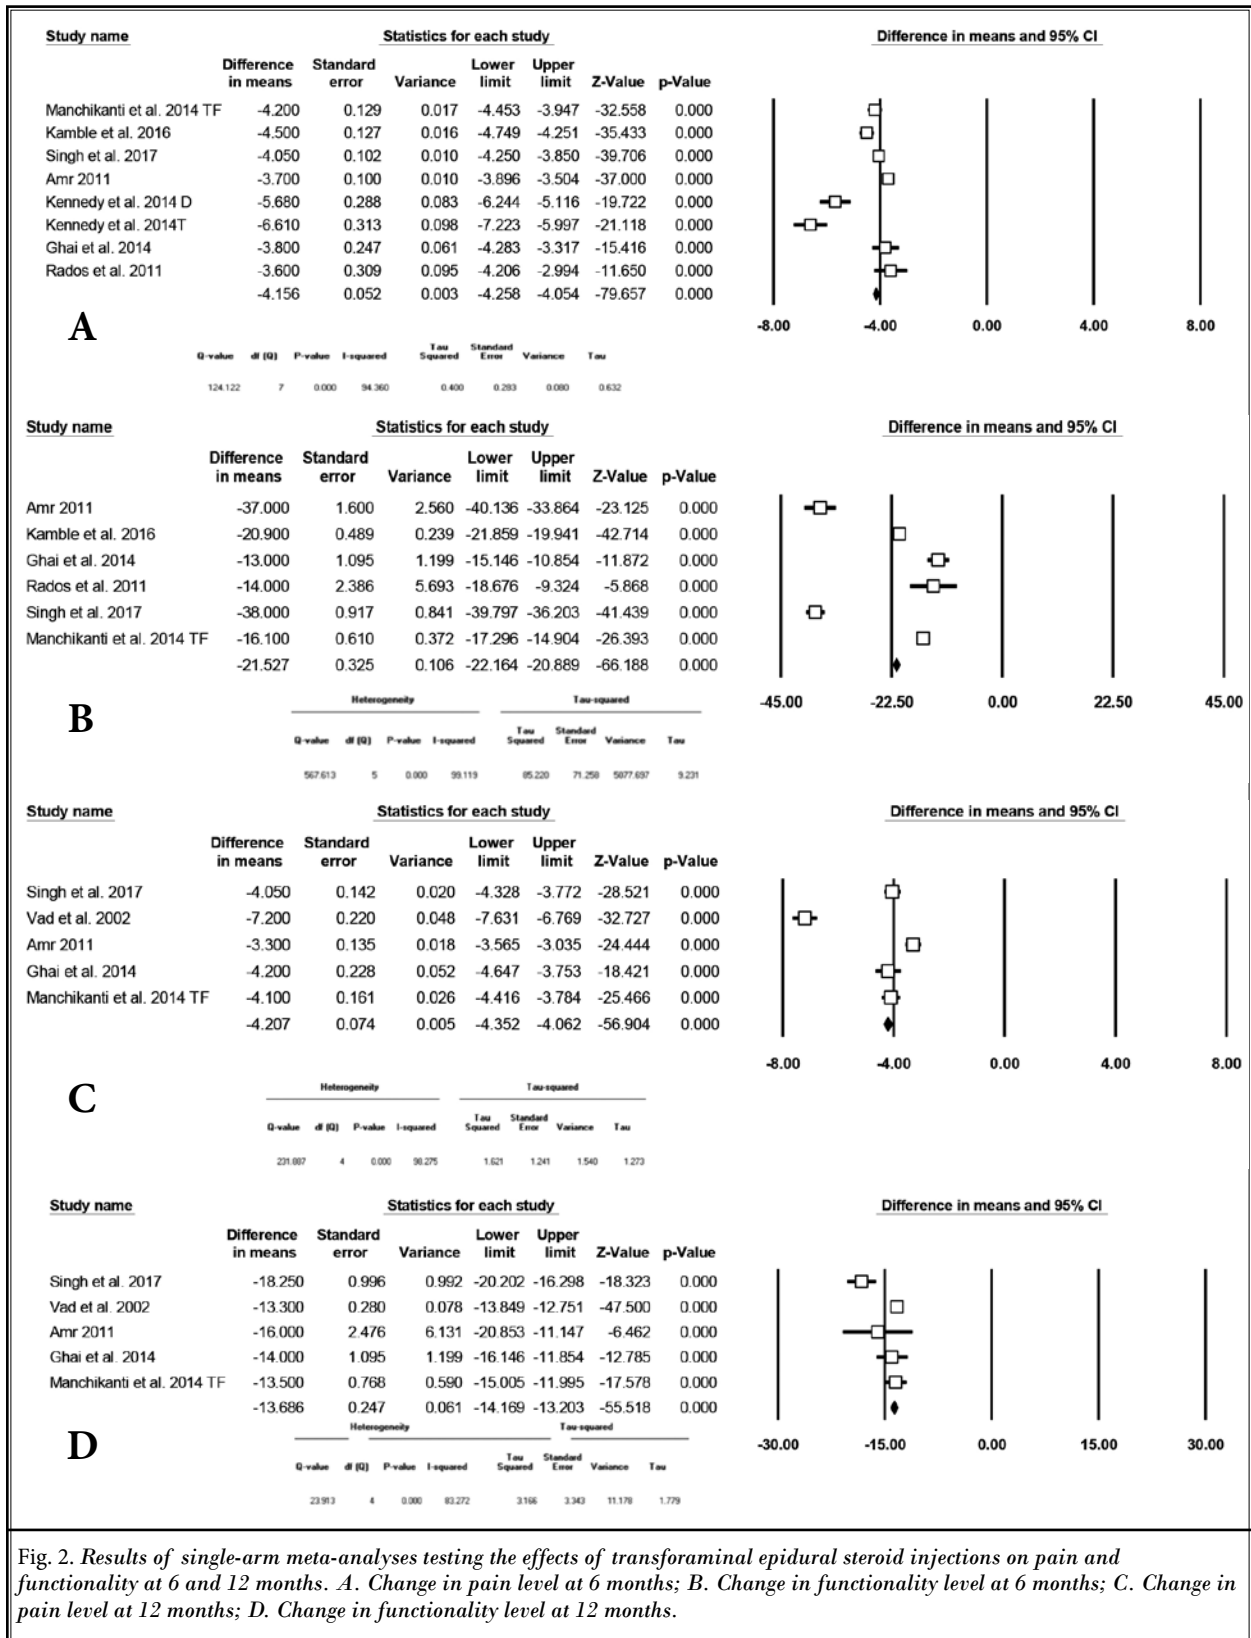 Study name Statistics for each study Difference in means and 95% CI
Difference in means Standard error Variance Lower limit Upper limit Z-Value p-Value
Manchikanti et al. 2014 TF -4.200 0.129 0.017 -4.453 -3.947 -32.558 0.000
Kamble et al. 2016 -4.500 0.127 0.016 -4.749 -4.251 -35.433 0.000
Singh et al. 2017 -4.050 0.102 0.010 -4.250 -3.850 -39.706 0.000
Amr 2011 -3.700 0.100 0.010 -3.896 -3.504 -37.000 0.000
Kennedy et al. 2014 D -5.680 0.288 0.083 -6.244 -5.116 -19.722 0.000
Kennedy et al. 2014T -6.610 0.313 0.098 -7.223 -5.997 -21.118 0.000
Ghai et al. 2014 -3.800 0.247 0.061 -4.283 -3.317 -15.416 0.000
Rados et al. 2011 -3.600 0.309 0.095 -4.206 -2.994 -11.650 0.000
-4.156 0.052 0.003 -4.258 -4.054 -79.657 0.000
-8.00 -4.00 0.00 4.00 8.00
A
Q-value df (Q) P-value I-squared Tau Squared Standard Error Variance Tau
124.122 7 0.000 94.360 0.400 0.283 0.080 0.632
Study name Statistics for each study Difference in means and 95% CI
Difference in means Standard error Variance Lower limit Upper limit Z-Value p-Value
Amr 2011 -37.000 1.600 2.560 -40.136 -33.864 -23.125 0.000
Kamble et al. 2016 -20.900 0.489 0.239 -21.859 -19.941 -42.714 0.000
Ghai et al. 2014 -13.000 1.095 1.199 -15.146 -10.854 -11.872 0.000
Rados et al. 2011 -14.000 2.386 5.693 -18.676 -9.324 -5.868 0.000
Singh et al. 2017 -38.000 0.917 0.841 -39.797 -36.203 -41.439 0.000
Manchikanti et al. 2014 TF -16.100 0.610 0.372 -17.296 -14.904 -26.393 0.000
-21.527 0.325 0.106 -22.164 -20.889 -66.188 0.000
-45.00 -22.50 0.00 22.50 45.00
B
Heterogeneity Tau-squared
Q-value df (Q) P-value I-squared Tau Squared Standard Error Variance Tau
567.613 5 0.000 99.119 85.220 71.258 5077.697 9.231
Study name Statistics for each study Difference in means and 95% CI
Difference in means Standard error Variance Lower limit Upper limit Z-Value p-Value
Singh et al. 2017 -4.050 0.142 0.020 -4.328 -3.772 -28.521 0.000
Vad et al. 2002 -7.200 0.220 0.048 -7.631 -6.769 -32.727 0.000
Amr 2011 -3.300 0.135 0.018 -3.565 -3.035 -24.444 0.000
Ghai et al. 2014 -4.200 0.228 0.052 -4.647 -3.753 -18.421 0.000
Manchikanti et al. 2014 TF -4.100 0.161 0.026 -4.416 -3.784 -25.466 0.000
-4.207 0.074 0.005 -4.352 -4.062 -56.904 0.000
-8.00 -4.00 0.00 4.00 8.00
C
Heterogeneity Tau-squared
Q-value df (Q) P-value I-squared Tau Squared Standard Error Variance Tau
231.887 4 0.000 98.275 1.621 1.241 1.540 1.273
Study name Statistics for each study Difference in means and 95% CI
Difference in means Standard error Variance Lower limit Upper limit Z-Value p-Value
Singh et al. 2017 -18.250 0.996 0.992 -20.202 -16.298 -18.323 0.000
Vad et al. 2002 -13.300 0.280 0.078 -13.849 -12.751 -47.500 0.000
Amr 2011 -16.000 2.476 6.131 -20.853 -11.147 -6.462 0.000
Ghai et al. 2014 -14.000 1.095 1.199 -16.146 -11.854 -12.785 0.000
Manchikanti et al. 2014 TF -13.500 0.768 0.590 -15.005 -11.995 -17.578 0.000
-13.686 0.247 0.061 -14.169 -13.203 -55.518 0.000
-30.00 -15.00 0.00 15.00 30.00
D
Heterogeneity Tau-squared
Q-value df (Q) P-value I-squared Tau Squared Standard Error Variance Tau
23.913 4 0.000 83.272 3.166 3.343 11.178 1.779
Fig. 2. Results of single-arm meta-analyses testing the effects of transforaminal epidural steroid injections on pain and
functionality at 6 and 12 months. A. Change in pain level at 6 months; B. Change in functionality level at 6 months; C. Change in
pain level at 12 months; D. Change in functionality level at 12 months.